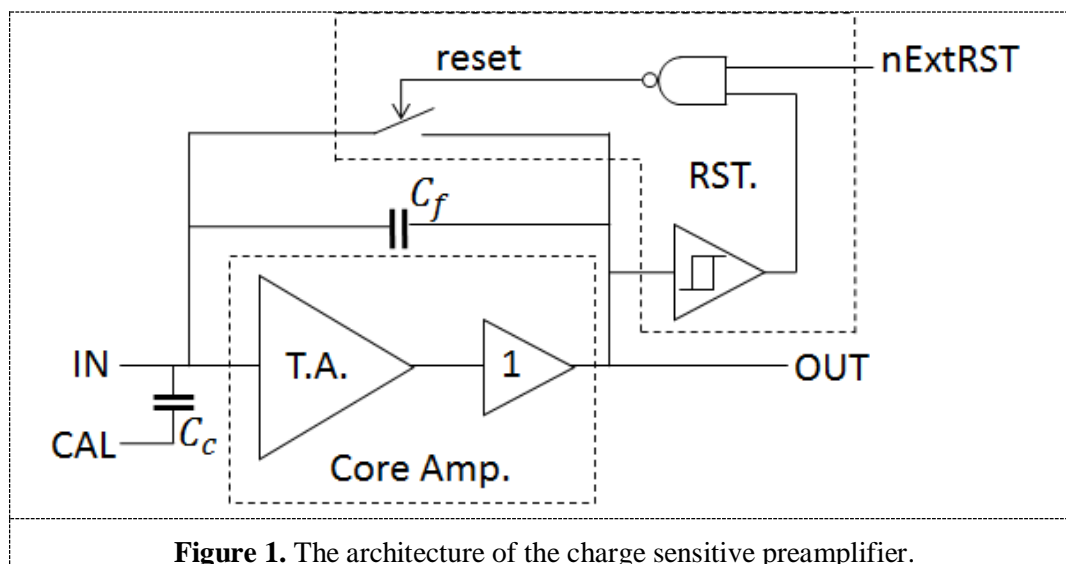 reset
nExtRST
RST.
C_f
IN
T.A.
1
OUT
CAL
C_c
Core Amp.
Figure 1. The architecture of the charge sensitive preamplifier.